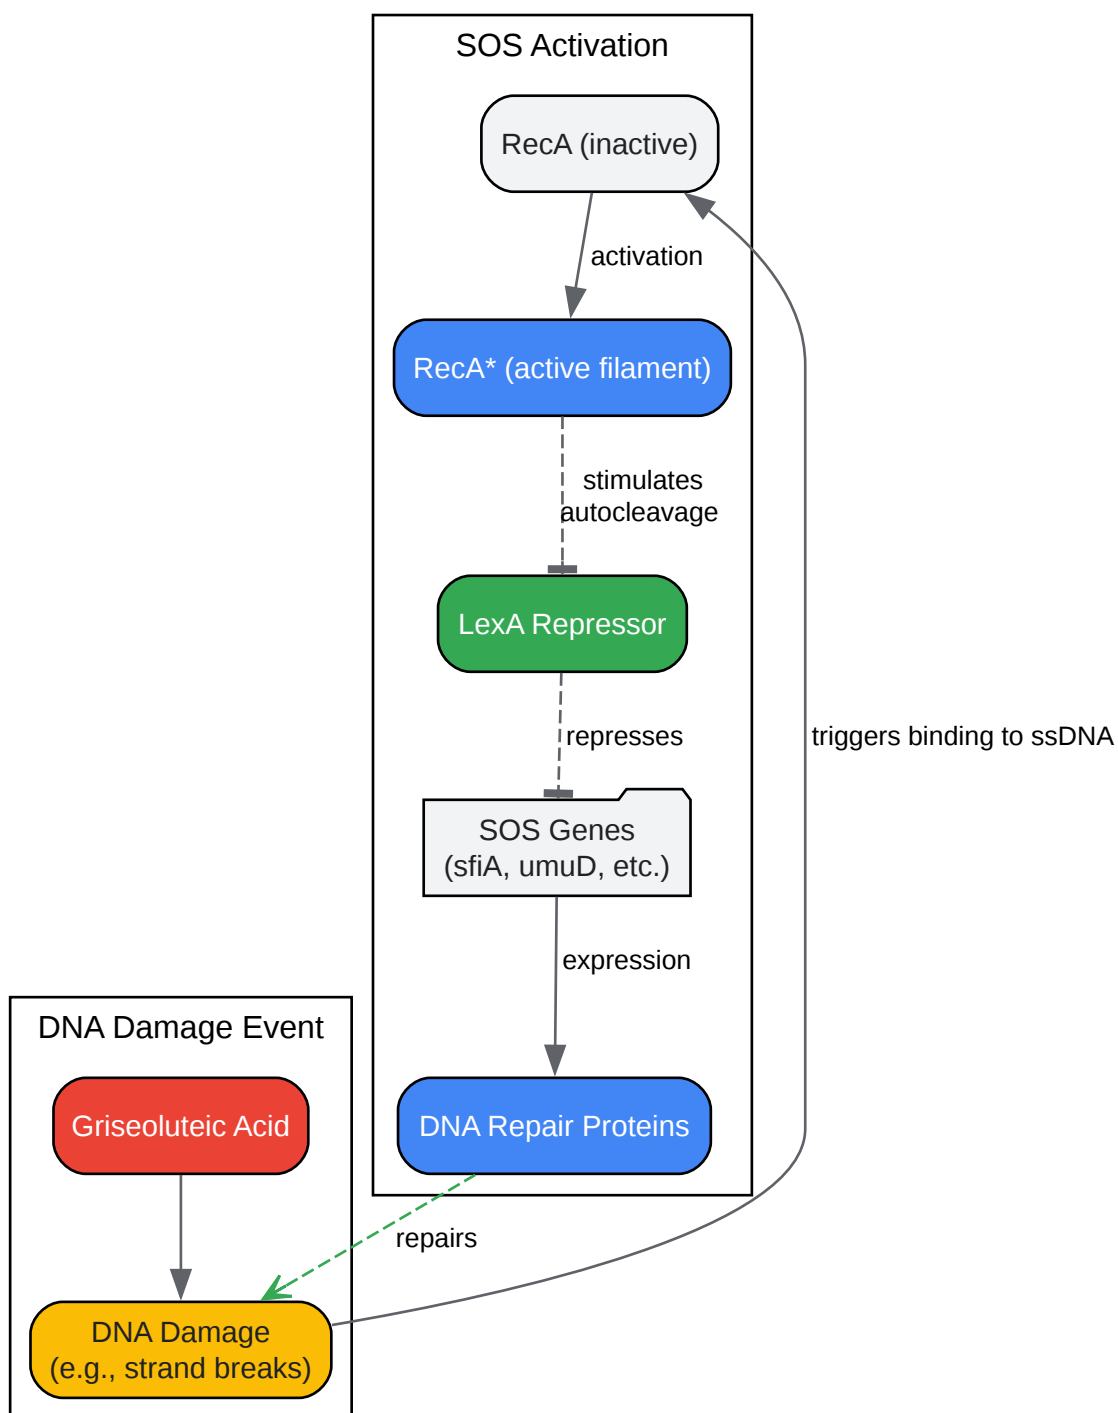 SOS Activation
RecA (inactive)
activation
RecA* (active filament)
stimulates
autocleavage
LexA Repressor
represses
triggers binding to ssDNA
SOS Genes
(sfiA, umuD, etc.)
expression
DNA Damage Event
Griseoluteic Acid
DNA Repair Proteins
repairs
DNA Damage
(e.g., strand breaks)